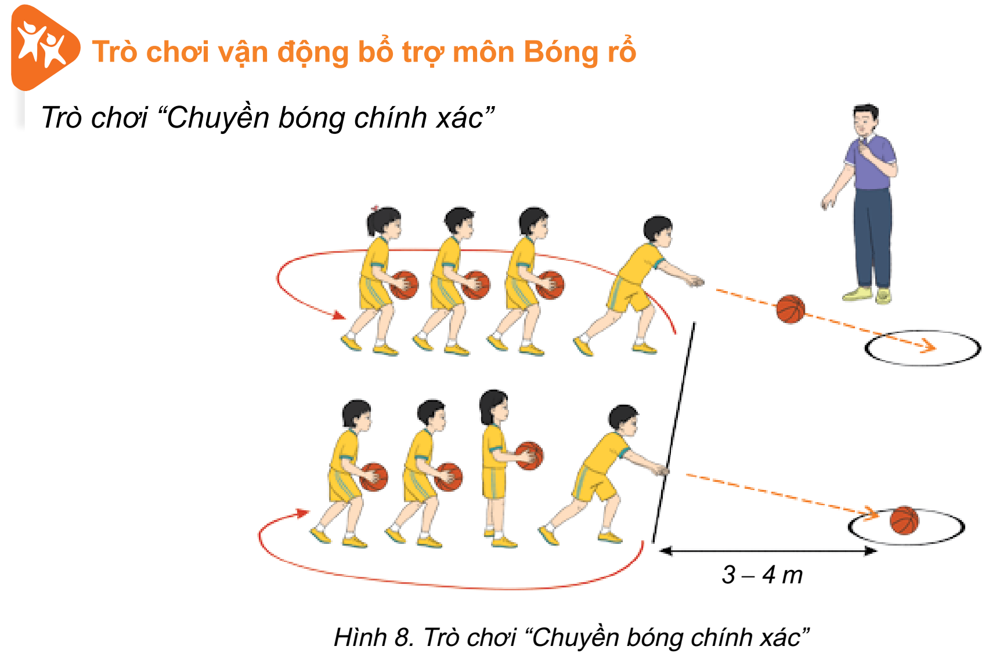 Trò chơi vận động bổ trợ môn Bóng rổ
Trò chơi “Chuyền bóng chính xác”
3 – 4 m
Hình 8. Trò chơi “Chuyền bóng chính xác”